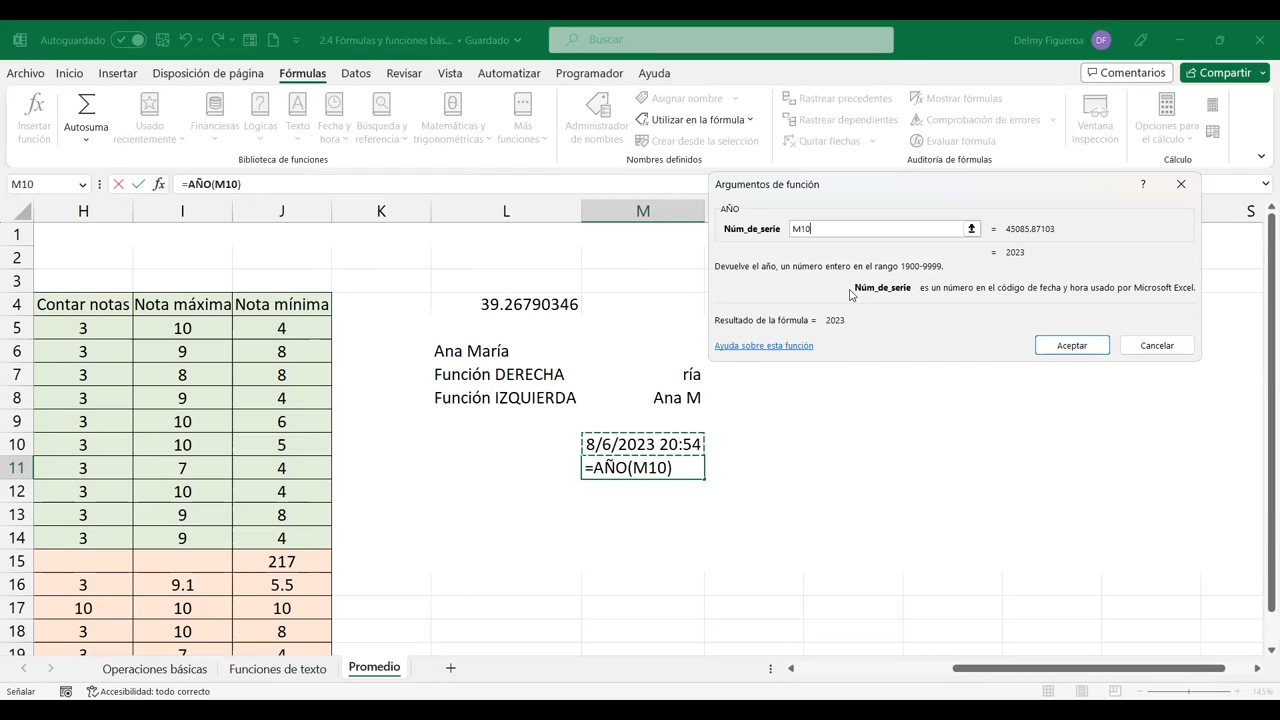 Autoguardado 2.4 Fórmulas y funciones bás... • Guardado Buscar Delmy Figueroa DF
Archivo Inicio Insertar Disposición de página Fórmulas Datos Revisar Vista Automatizar Programador Ayuda Comentarios Compartir
Insertar función
Autosuma
Usado recientemente
Financieras
Lógicas
Texto
Fecha y hora
Búsqueda y referencia
Matemáticas y trigonométricas
Más funciones
Biblioteca de funciones
Administrador de nombres
Asignar nombre
Utilizar en la fórmula
Crear desde la selección
Nombres definidos
Rastrear precedentes
Rastrear dependientes
Quitar flechas
Mostrar fórmulas
Comprobación de errores
Evaluar fórmula
Auditoría de fórmulas
Ventana Inspección
Opciones para el cálculo
Cálculo
M10 fx =AÑO(M10)
Argumentos de función ?
AÑO
Núm_de_serie M10 = 45085.87103
= 2023
Devuelve el año, un número entero en el rango 1900-9999.
Núm_de_serie es un número en el código de fecha y hora usado por Microsoft Excel.
Resultado de la fórmula = 2023
Ayuda sobre esta función Aceptar Cancelar
H I J K L M S
1
2
3
4 Contar notas Nota máxima Nota mínima 39.26790346
5 3 10 4
6 3 9 8 Ana María
7 3 8 8 Función DERECHA ría
8 3 9 4 Función IZQUIERDA Ana M
9 3 10 6
10 3 10 5 8/6/2023 20:54
11 3 7 4 =AÑO(M10)
12 3 10 4
13 3 9 8
14 3 9 4
15 217
16 3 9.1 5.5
17 10 10 10
18 3 10 8
19 3 7 4
Operaciones básicas Funciones de texto Promedio
Señalar Accesibilidad: todo correcto 145%